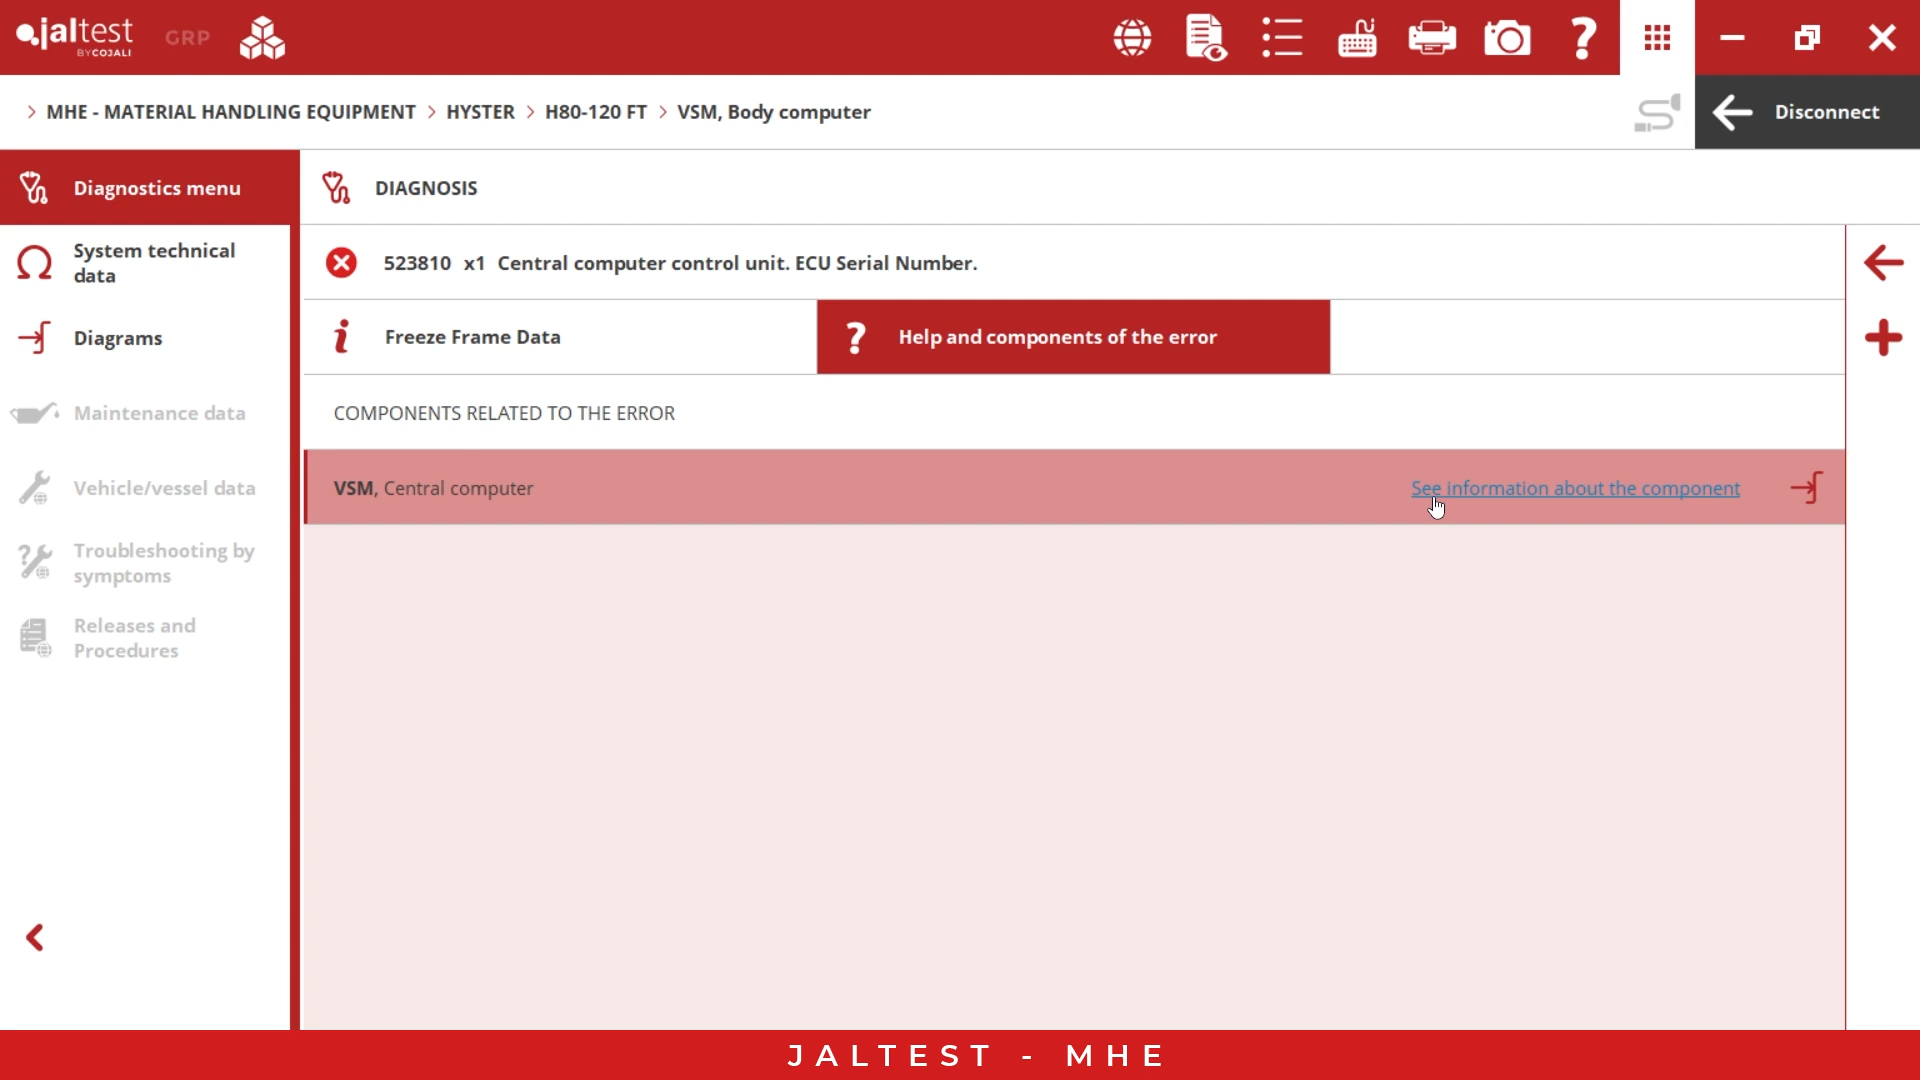 jaltest
BY COJALI
GRP
> MHE - MATERIAL HANDLING EQUIPMENT > HYSTER > H80-120 FT > VSM, Body computer
Disconnect
Diagnostics menu
System technical
data
Diagrams
Maintenance data
Vehicle/vessel data
Troubleshooting by
symptoms
Releases and
Procedures
DIAGNOSIS
523810 x1 Central computer control unit. ECU Serial Number.
Freeze Frame Data
Help and components of the error
COMPONENTS RELATED TO THE ERROR
VSM, Central computer
See information about the component
JALTEST - MHE